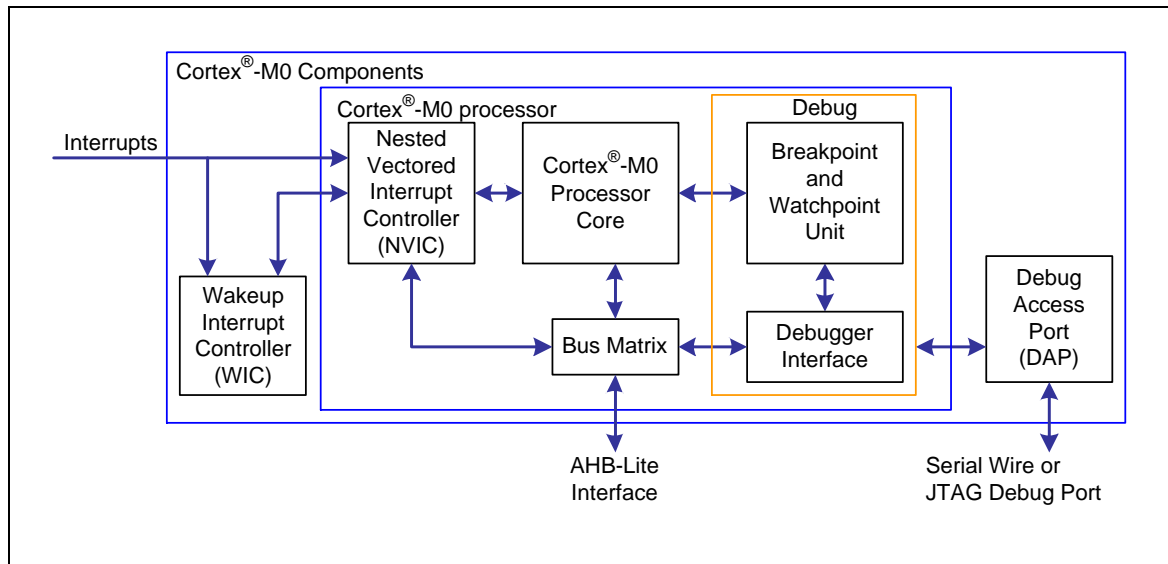 Cortex®-M0 Components
Cortex®-M0 processor
Debug
Interrupts
Nested
Vectored
Interrupt
Controller
(NVIC)
Cortex®-M0
Processor
Core
Breakpoint
and
Watchpoint
Unit
Wakeup
Interrupt
Controller
(WIC)
Bus Matrix
Debugger
Interface
Debug
Access
Port
(DAP)
AHB-Lite
Interface
Serial Wire or
JTAG Debug Port